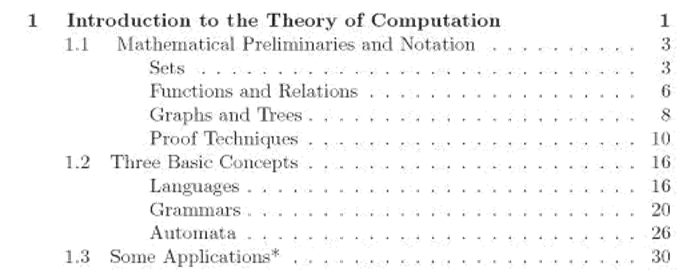 1 Introduction to the Theory of Computation 1
1.1 Mathematical Preliminaries and Notation . . . . . . . . . . 3
Sets . . . . . . . . . . . . . . . . . . . . . . . . 3
Functions and Relations . . . . . . . . . . . . . . . . 6
Graphs and Trees . . . . . . . . . . . . . . . . . . . 8
Proof Techniques . . . . . . . . . . . . . . . . . . . 10
1.2 Three Basic Concepts . . . . . . . . . . . . . . . . . . . 16
Languages . . . . . . . . . . . . . . . . . . . . . . 16
Grammars . . . . . . . . . . . . . . . . . . . . . . 20
Automata . . . . . . . . . . . . . . . . . . . . . . 26
1.3 Some Applications* . . . . . . . . . . . . . . . . . . . 30